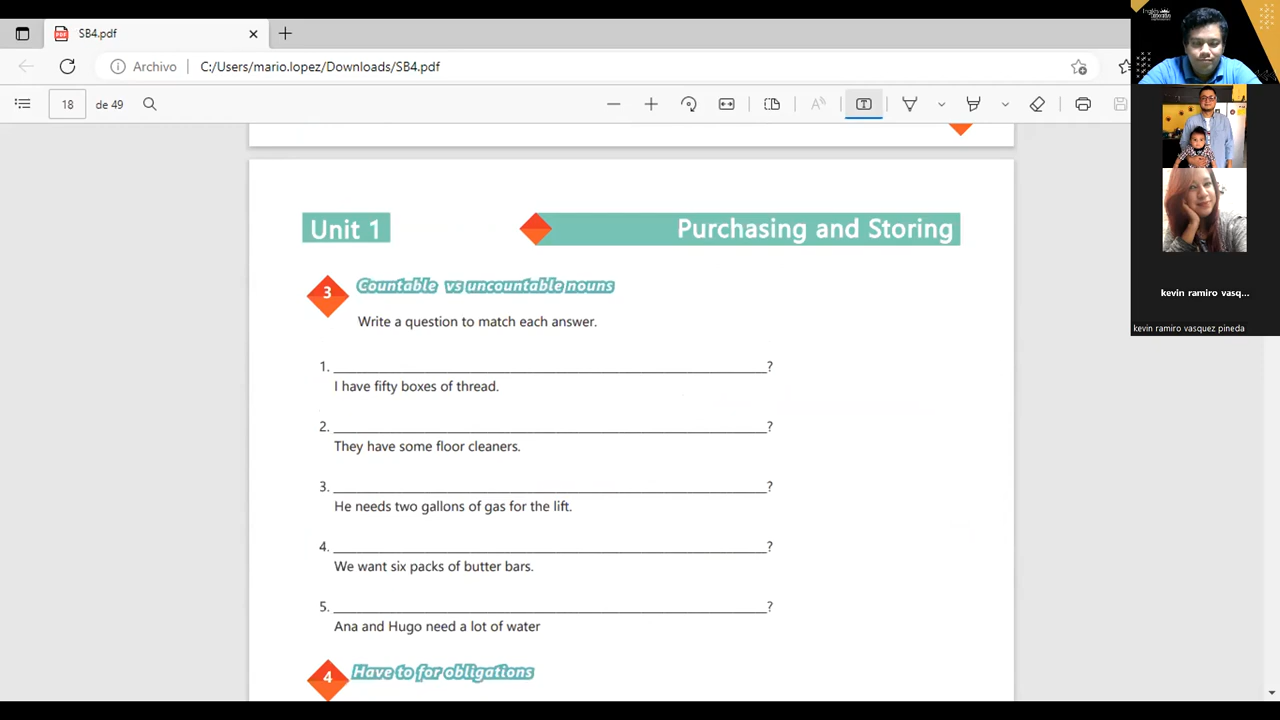 SB4.pdf
Archivo
C:/Users/mario.lopez/Downloads/SB4.pdf
18
de 49
Unit 1
Purchasing and Storing
3
Countable vs uncountable nouns
Write a question to match each answer.
1. ?
I have fifty boxes of thread.
2. ?
They have some floor cleaners.
3. ?
He needs two gallons of gas for the lift.
4. ?
We want six packs of butter bars.
5. ?
Ana and Hugo need a lot of water
4
Have to for obligations
kevin ramiro vasq...
kevin ramiro vasquez pineda